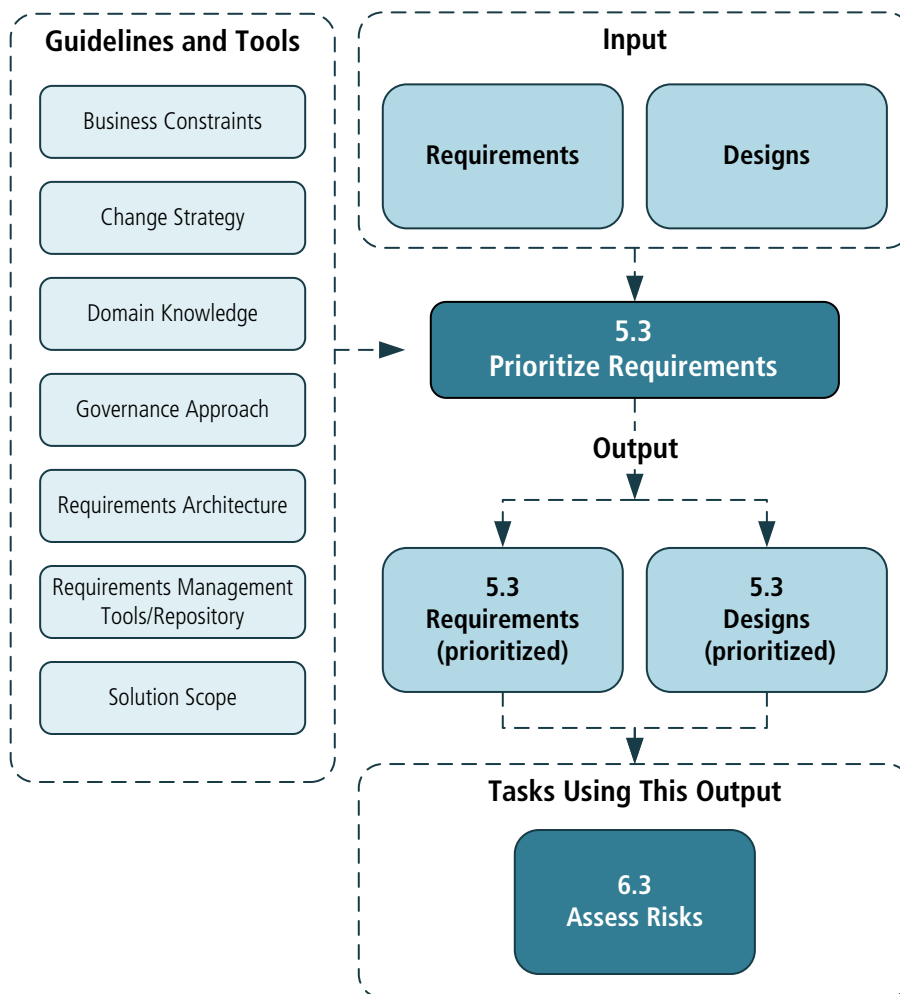 Guidelines and Tools
Business Constraints
Change Strategy
Domain Knowledge
Governance Approach
Requirements Architecture
Requirements Management
Tools/Repository
Solution Scope
Input
Requirements
Designs
5.3
Prioritize Requirements
Output
5.3
Requirements
(prioritized)
5.3
Designs
(prioritized)
Tasks Using This Output
6.3
Assess Risks